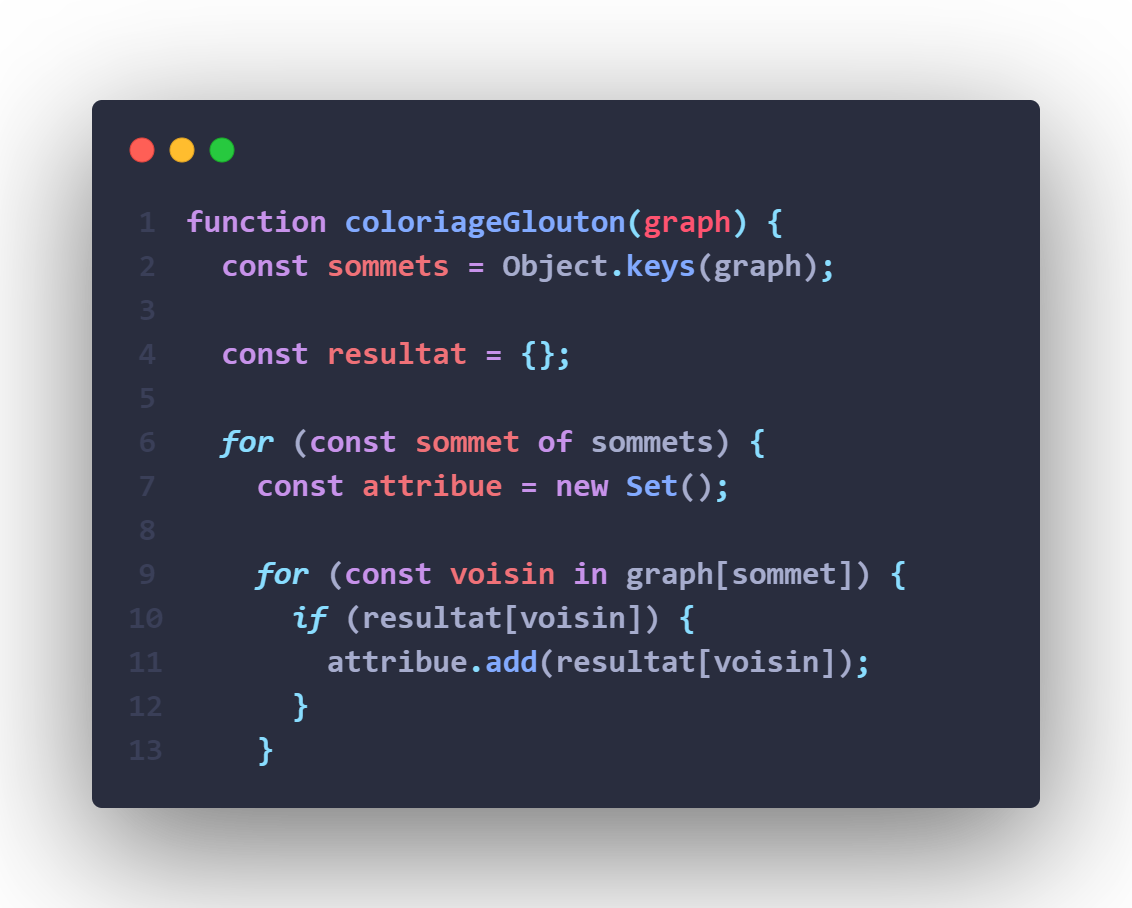 1 function coloriageGlouton(graph) {
2   const sommets = Object.keys(graph);
3
4   const resultat = {};
5
6   for (const sommet of sommets) {
7     const attribue = new Set();
8
9     for (const voisin in graph[sommet]) {
10       if (resultat[voisin]) {
11         attribue.add(resultat[voisin]);
12       }
13     }